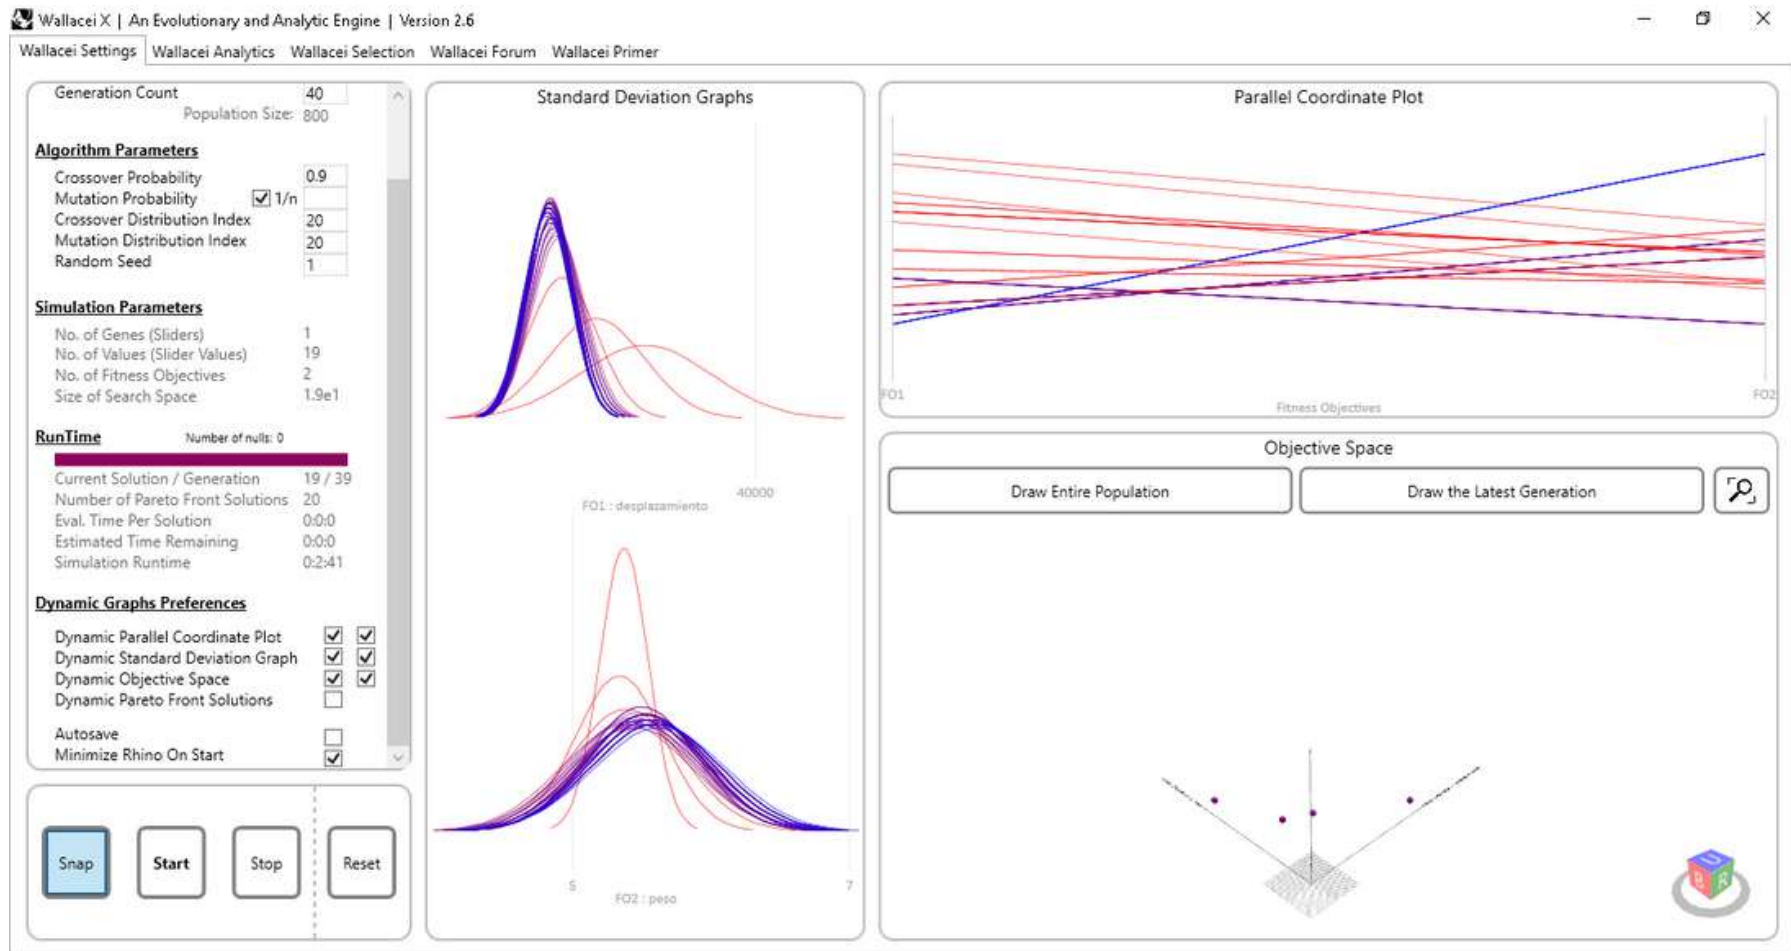 Wallacei X | An Evolutionary and Analytic Engine | Version 2.6
Wallacei Settings Wallacei Analytics Wallacei Selection Wallacei Forum Wallacei Primer
Generation Count 40
Population Size: 800
Algorithm Parameters
Crossover Probability 0.9
Mutation Probability 1/n
Crossover Distribution Index 20
Mutation Distribution Index 20
Random Seed 1
Simulation Parameters
No. of Genes (Sliders) 1
No. of Values (Slider Values) 19
No. of Fitness Objectives 2
Size of Search Space 1.9e1
RunTime Number of nulls: 0
Current Solution / Generation 19 / 39
Number of Pareto Front Solutions 20
Eval. Time Per Solution 0:0:0
Estimated Time Remaining 0:0:0
Simulation Runtime 0:2:41
Dynamic Graphs Preferences
Dynamic Parallel Coordinate Plot
Dynamic Standard Deviation Graph
Dynamic Objective Space
Dynamic Pareto Front Solutions
Autosave
Minimize Rhino On Start
Snap Start Stop Reset
Standard Deviation Graphs
40000
FO1 : desplazamiento
5 7
FO2 : peso
Parallel Coordinate Plot
FO1 FO2
Fitness Objectives
Objective Space
Draw Entire Population Draw the Latest Generation
U
B R